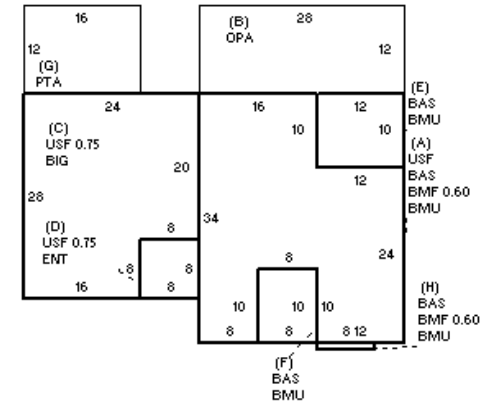 16
28
(B)
OPA
12
12
(G)
PTA
(E)
BAS
BMU
24
16
12
10
10
(C)
USF 0.75
BIG
(A)
USF
BAS
BMF 0.60
BMU
20
12
28
34
(D)
USF 0.75
ENT
8
24
8
8
8
16
8
10
10
10
8
8
8 12
(H)
BAS
BMF 0.60
BMU
(F)
BAS
BMU